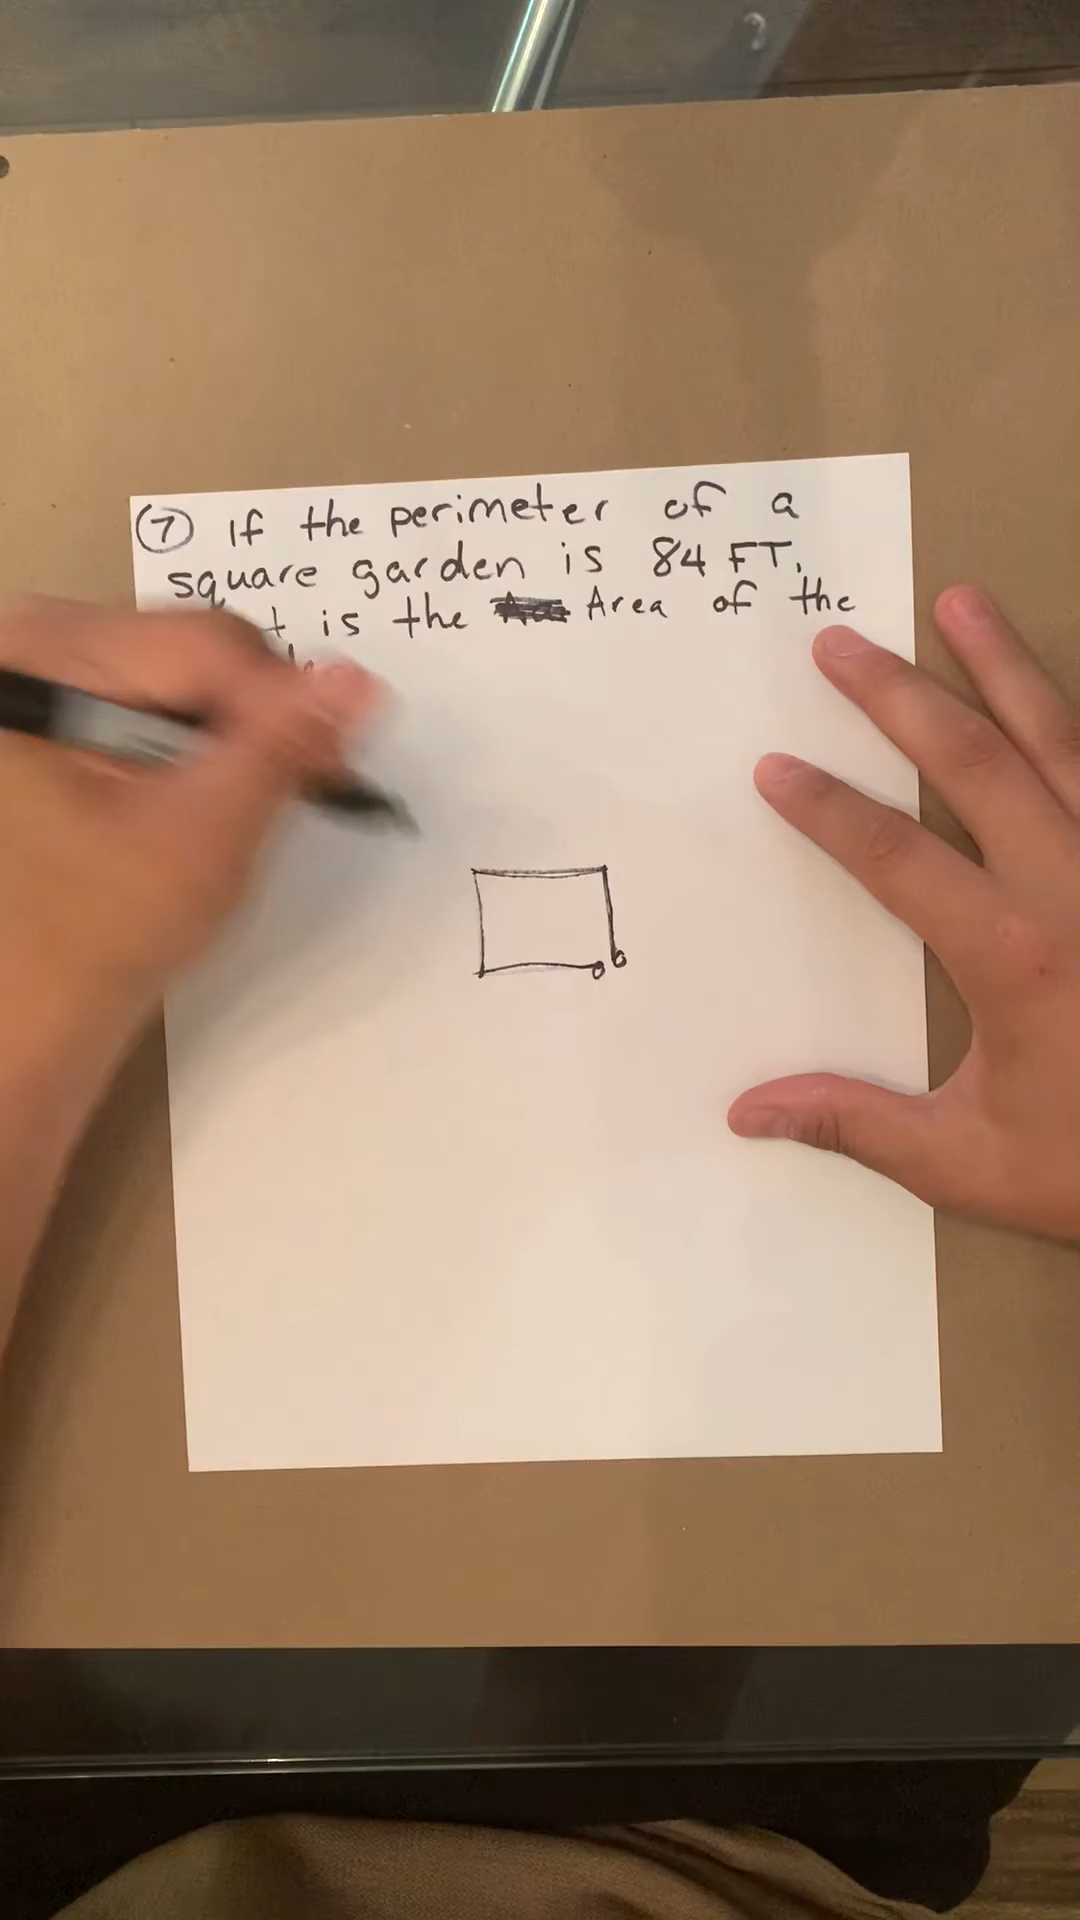 (7) If the perimeter of a
square garden is 84 FT.
is the Area of the